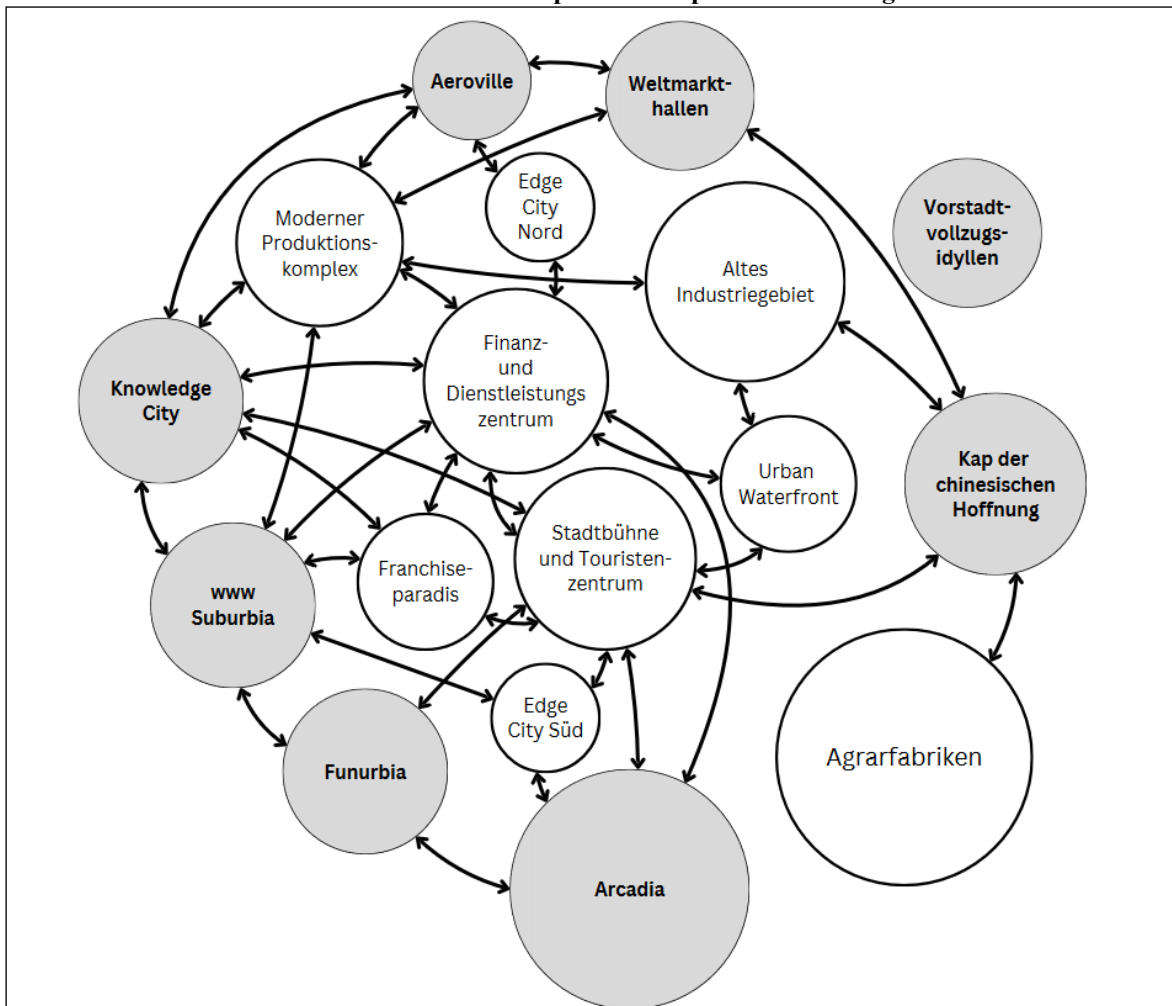 Aeroville
Weltmarkt-
hallen
Edge
City
Nord
Vorstadt-
vollzugs-
idyllen
Moderner
Produktions-
komplex
Altes
Industriegebiet
Finanz-
und
Dienstleistungs
zentrum
Knowledge
City
Urban
Waterfront
Kap der
chinesischen
Hoffnung
Stadtbühne
und Touristen-
zentrum
Franchise-
paradis
www
Suburbia
Edge
City Süd
Funurbia
Agrarfabriken
Arcadia